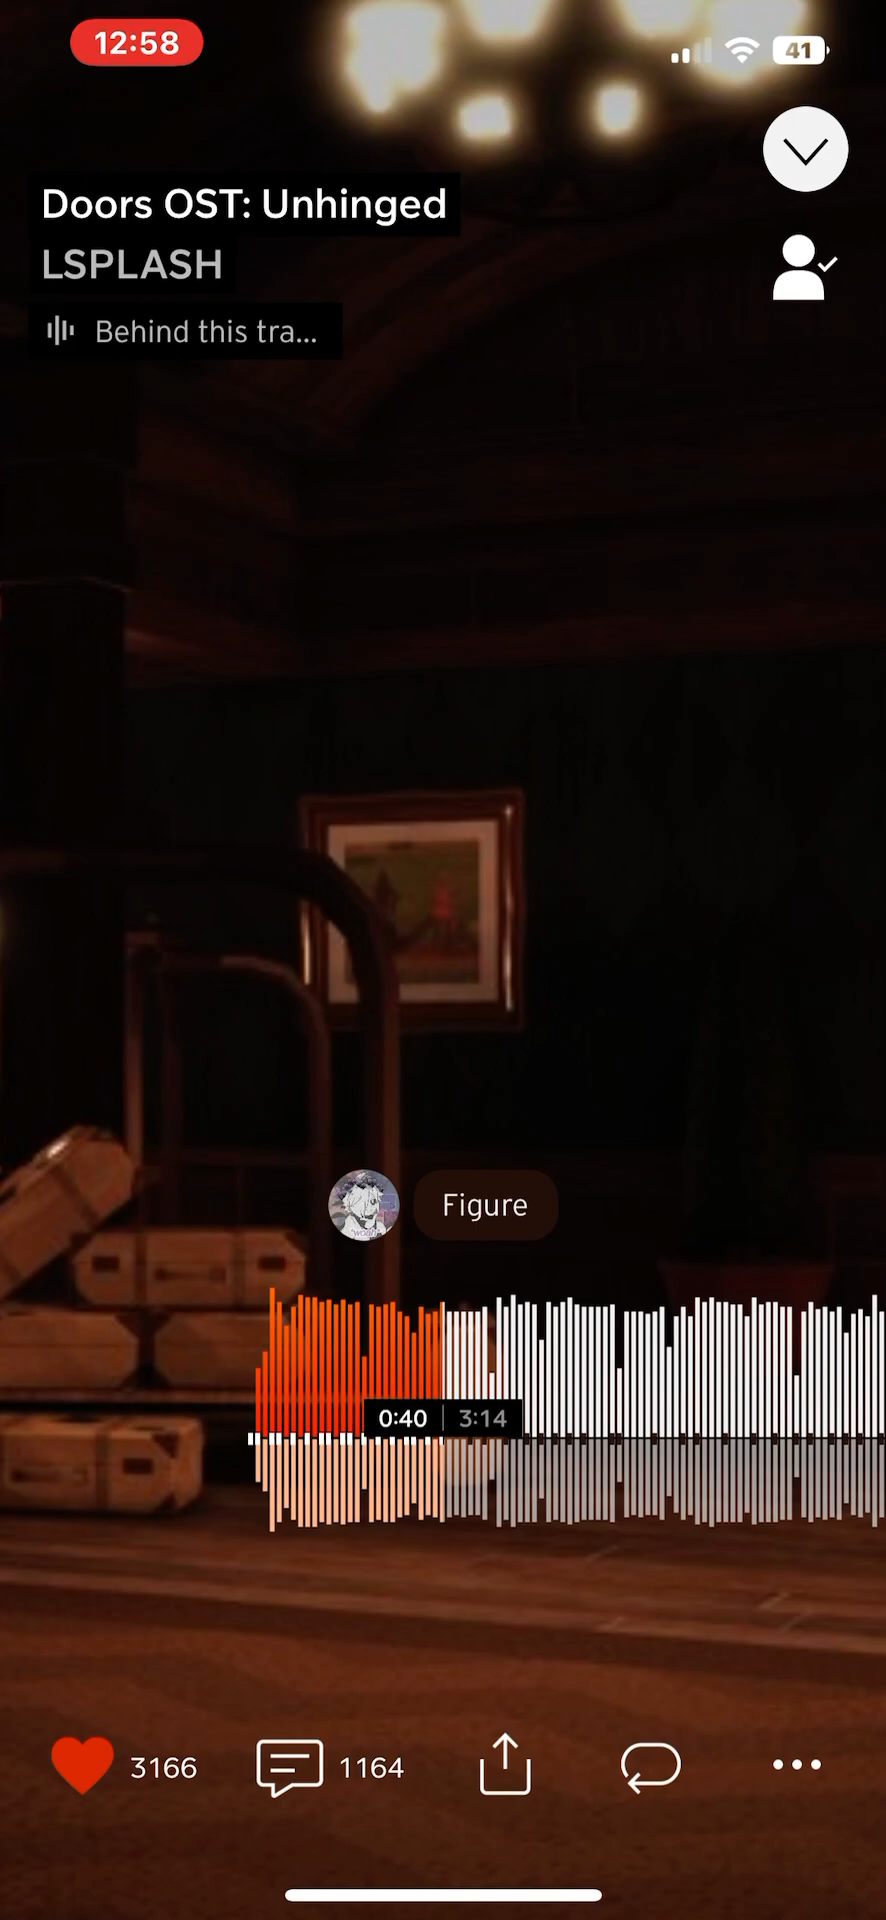 12:58
41
Doors OST: Unhinged
LSPLASH
Behind this tra...
Figure
0:40 | 3:14
3166
1164